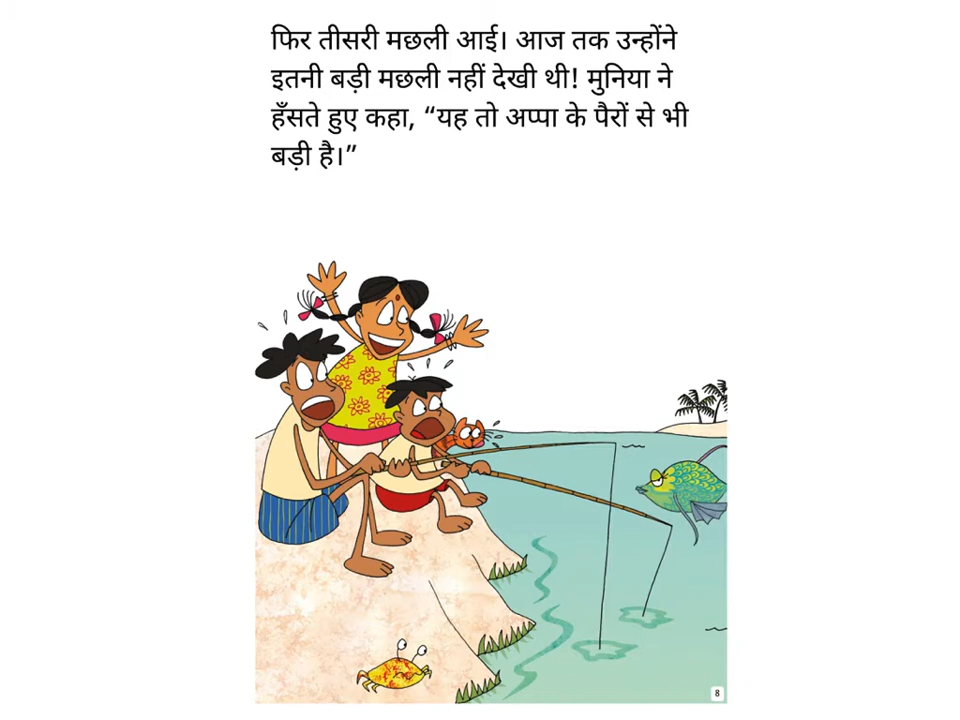 फिर तीसरी मछली आई। आज तक उन्होंने
इतनी बड़ी मछली नहीं देखी थी! मुनिया ने
हँसते हुए कहा, “यह तो अप्पा के पैरों से भी
बड़ी है।”
8